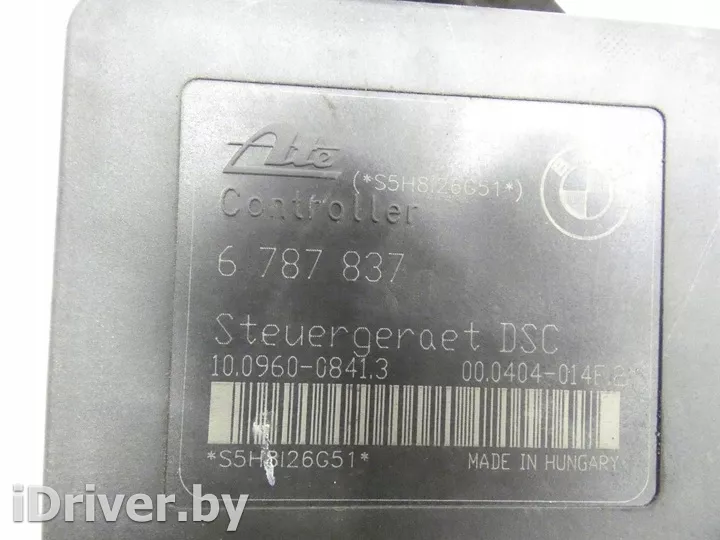 Ate
(*S5H8I26G51*)
Controller
6 787 837
Steuergeraet DSC
10.0960-0841.3 00.0404-014F.2
*S5H8I26G51* MADE IN HUNGARY
iDriver.by